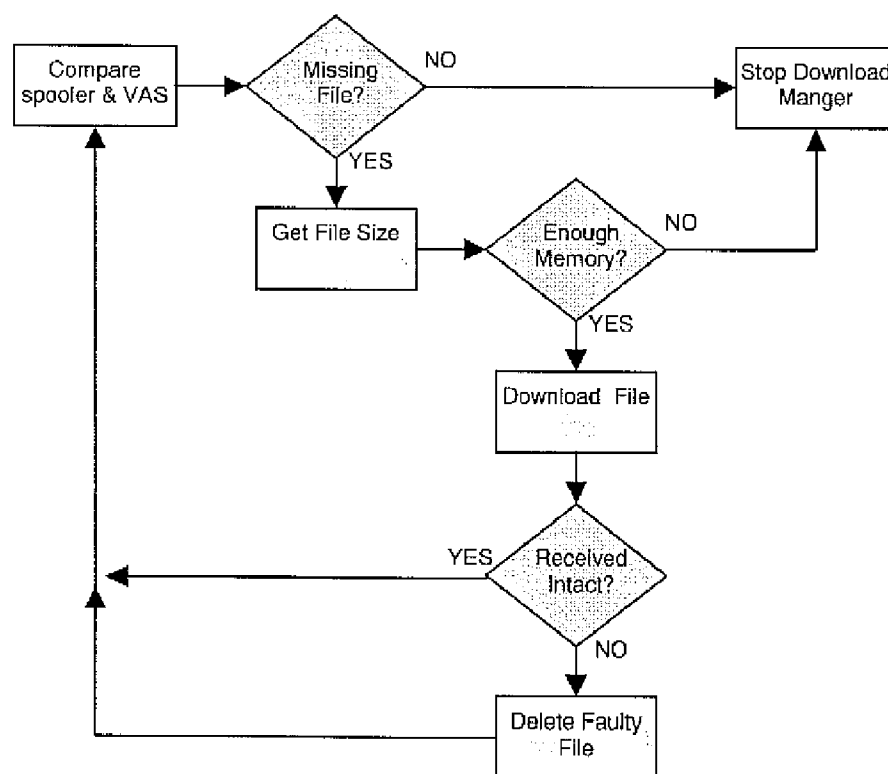 Compare
spooler & VAS
Missing
File?
NO
Stop Download
Manger
YES
Get File Size
Enough
Memory?
NO
YES
Download File
YES
Received
Intact?
NO
Delete Faulty
File